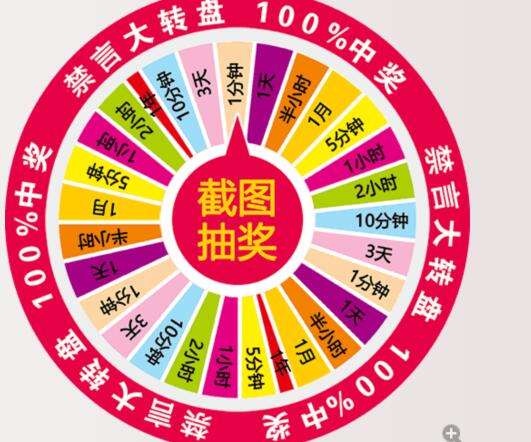 禁言大转盘
100%中奖
禁言大转盘
100%中奖
禁言大转盘
100%中奖
1分钟
1天
半小时
1月
5分钟
1小时
2小时
10分钟
3天
1分钟
1天
半小时
1月
1年
5分钟
1小时
2小时
10分钟
3天
1分钟
1天
半小时
1月
5分钟
1小时
2小时
1年
10分钟
3天
截图
抽奖